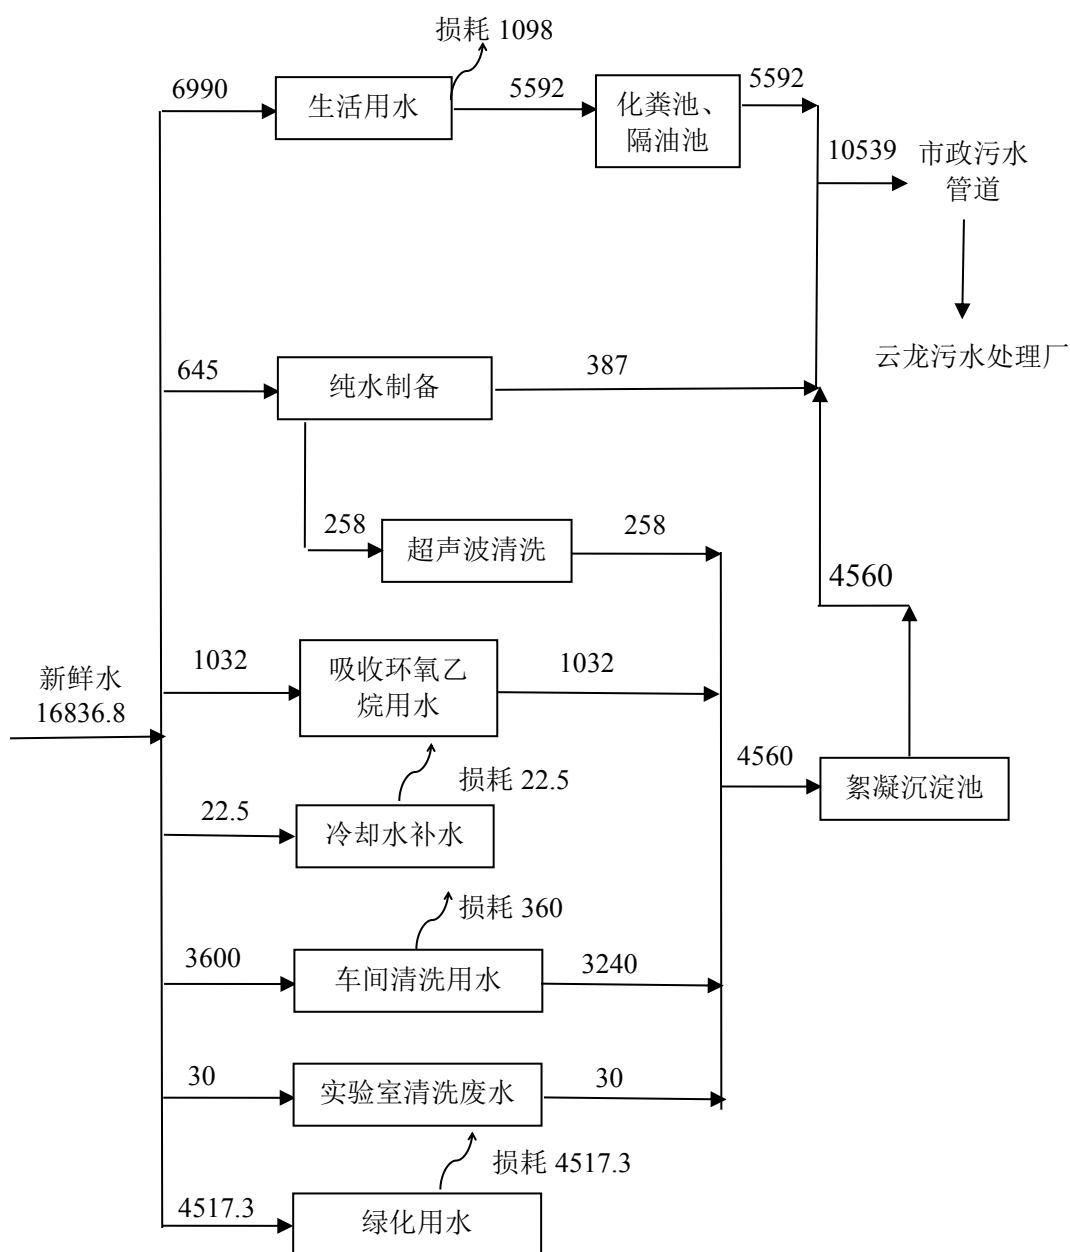 损耗 1098
6990
生活用水
5592
化粪池、
隔油池
5592
10539
市政污水
管道
云龙污水处理厂
645
纯水制备
387
258
超声波清洗
258
4560
新鲜水
16836.8
1032
吸收环氧乙
烷用水
1032
损耗 22.5
4560
絮凝沉淀池
22.5
冷却水补水
损耗 360
3600
车间清洗用水
3240
30
实验室清洗废水
30
损耗 4517.3
4517.3
绿化用水